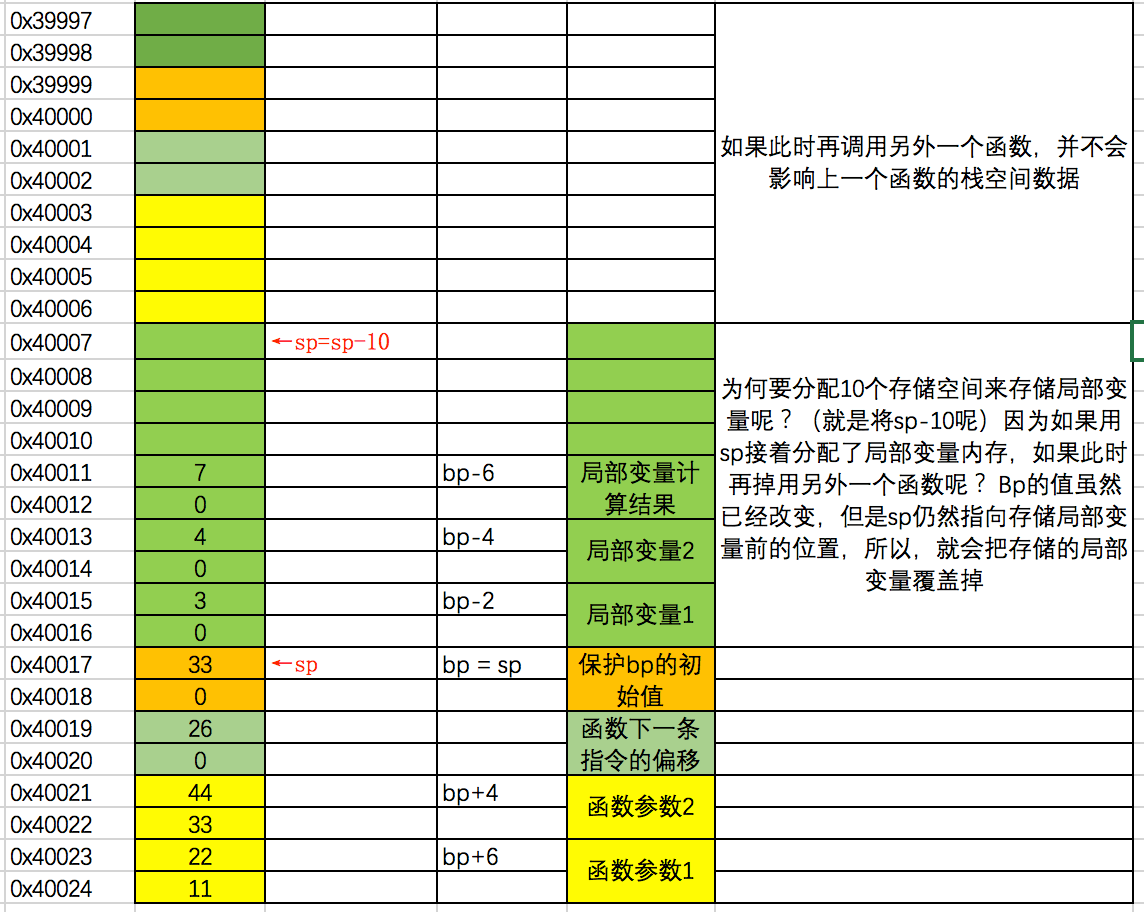 0x39997
0x39998
0x39999
0x40000
0x40001
如果此时再调用另外一个函数，并不会
0x40002
影响上一个函数的栈空间数据
0x40003
0x40004
0x40005
0x40006
0x40007 ←sp=sp-10
0x40008
为何要分配10个存储空间来存储局部变
0x40009
量呢？（就是将sp-10呢）因为如果用
0x40010
sp接着分配了局部变量内存，如果此时
0x40011 7 bp-6 局部变量计
再掉用另外一个函数呢？Bp的值虽然
0x40012 0 算结果
已经改变，但是sp仍然指向存储局部变
0x40013 4 bp-4 局部变量2
量前的位置，所以，就会把存储的局部
0x40014 0
变量覆盖掉
0x40015 3 bp-2 局部变量1
0x40016 0
0x40017 33 ←sp bp = sp 保护bp的初
0x40018 0 始值
0x40019 26 函数下一条
0x40020 0 指令的偏移
0x40021 44 bp+4 函数参数2
0x40022 33
0x40023 22 bp+6 函数参数1
0x40024 11